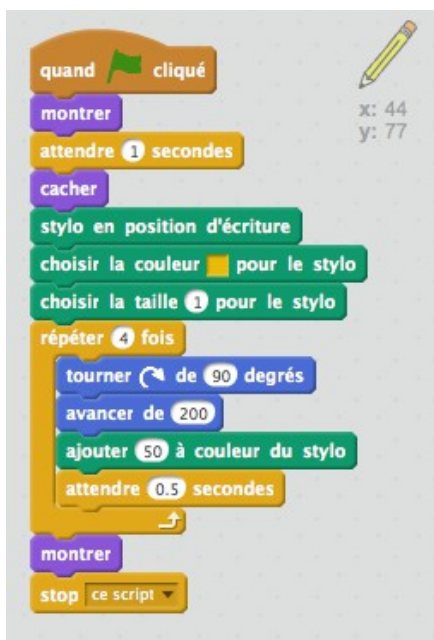 quand cliqué
montrer
x: 44
y: 77
attendre 1 secondes
cacher
stylo en position d'écriture
choisir la couleur pour le stylo
choisir la taille 1 pour le stylo
répéter 4 fois
tourner de 90 degrés
avancer de 200
ajouter 50 à couleur du stylo
attendre 0.5 secondes
montrer
stop ce script